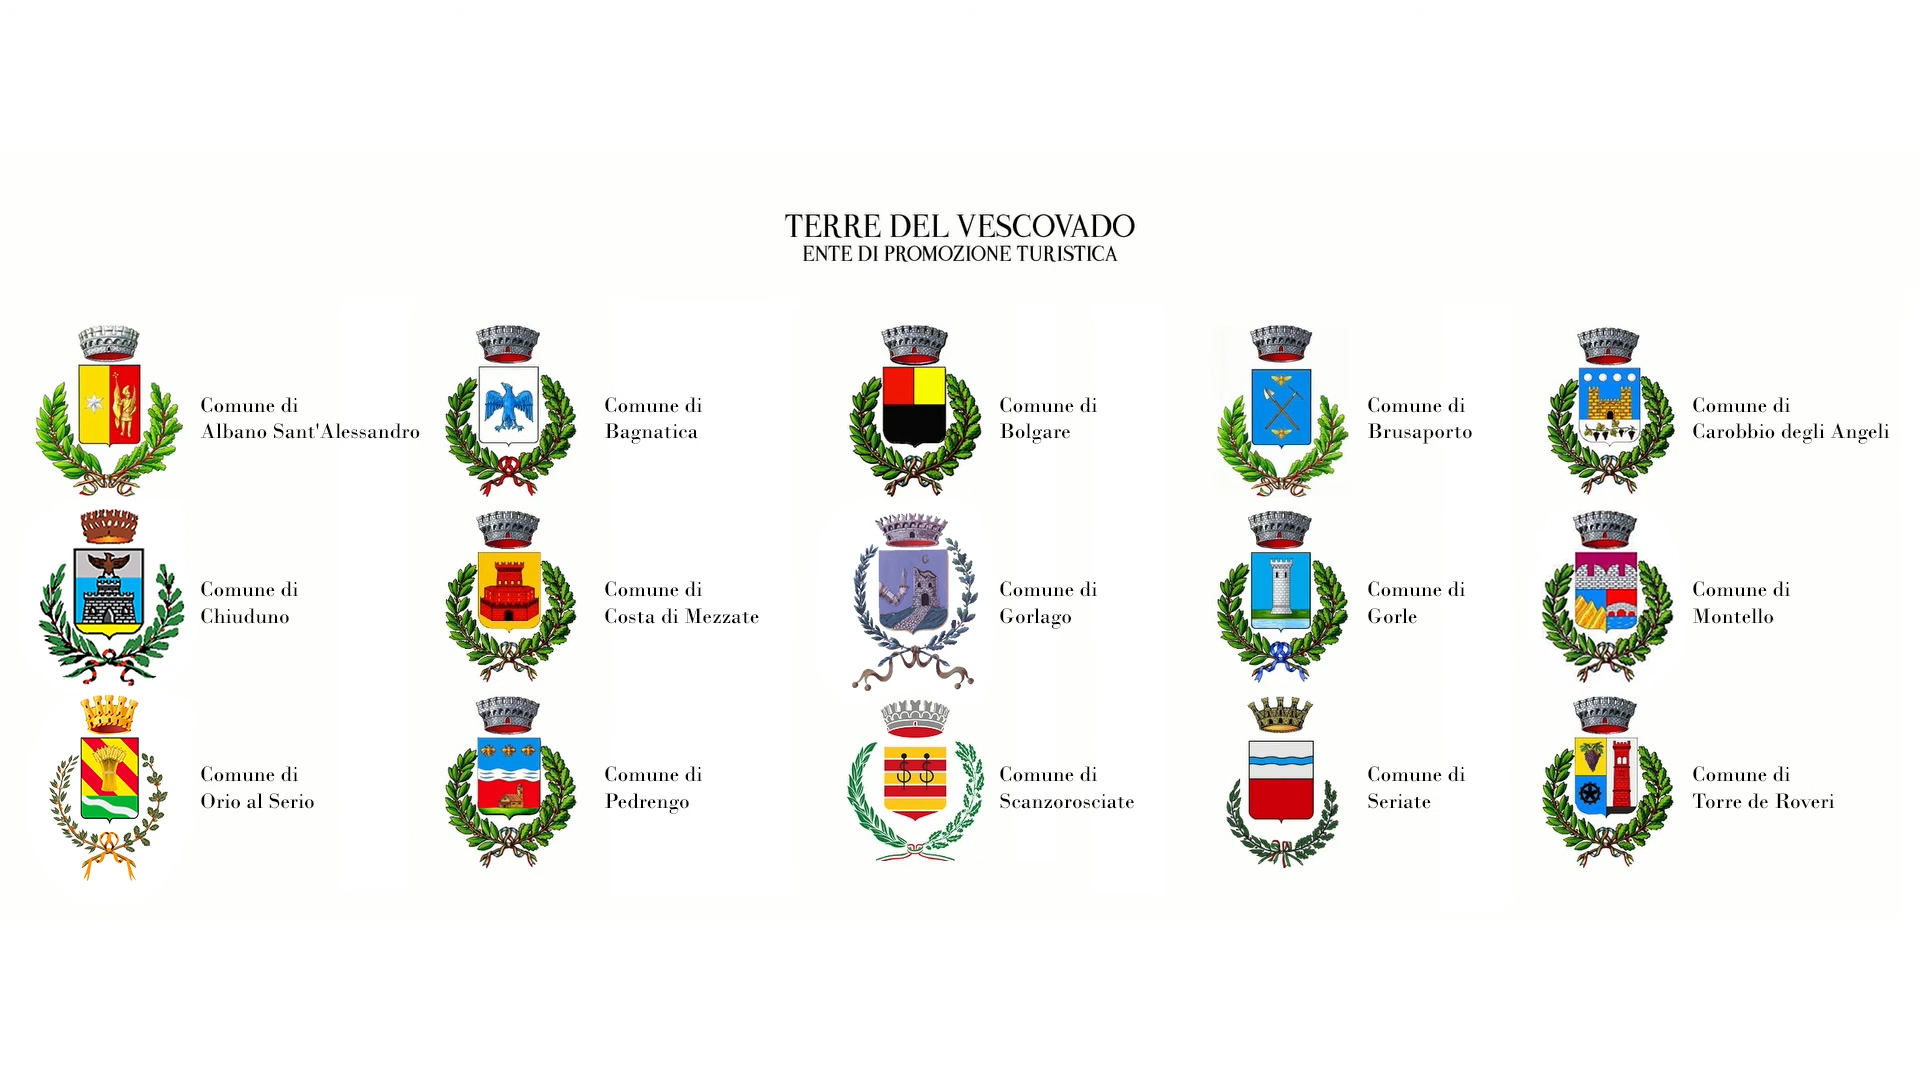 TERRE DEL VESCOVADO
ENTE DI PROMOZIONE TURISTICA
Comune di
Albano Sant'Alessandro
Comune di
Bagnatica
Comune di
Bolgare
Comune di
Brusaporto
Comune di
Carobbio degli Angeli
Comune di
Chiuduno
Comune di
Costa di Mezzate
Comune di
Gorlago
Comune di
Gorle
Comune di
Montello
Comune di
Orio al Serio
Comune di
Pedrengo
Comune di
Scanzorosciate
Comune di
Seriate
Comune di
Torre de Roveri